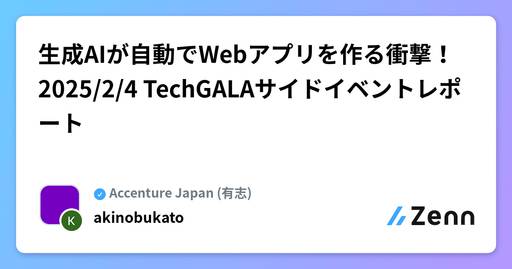 生成AIが自動でWebアプリを作る衝撃！
2025/2/4 TechGALAサイドイベントレポ
ート
Accenture Japan (有志)
K
akinobukato
Zenn